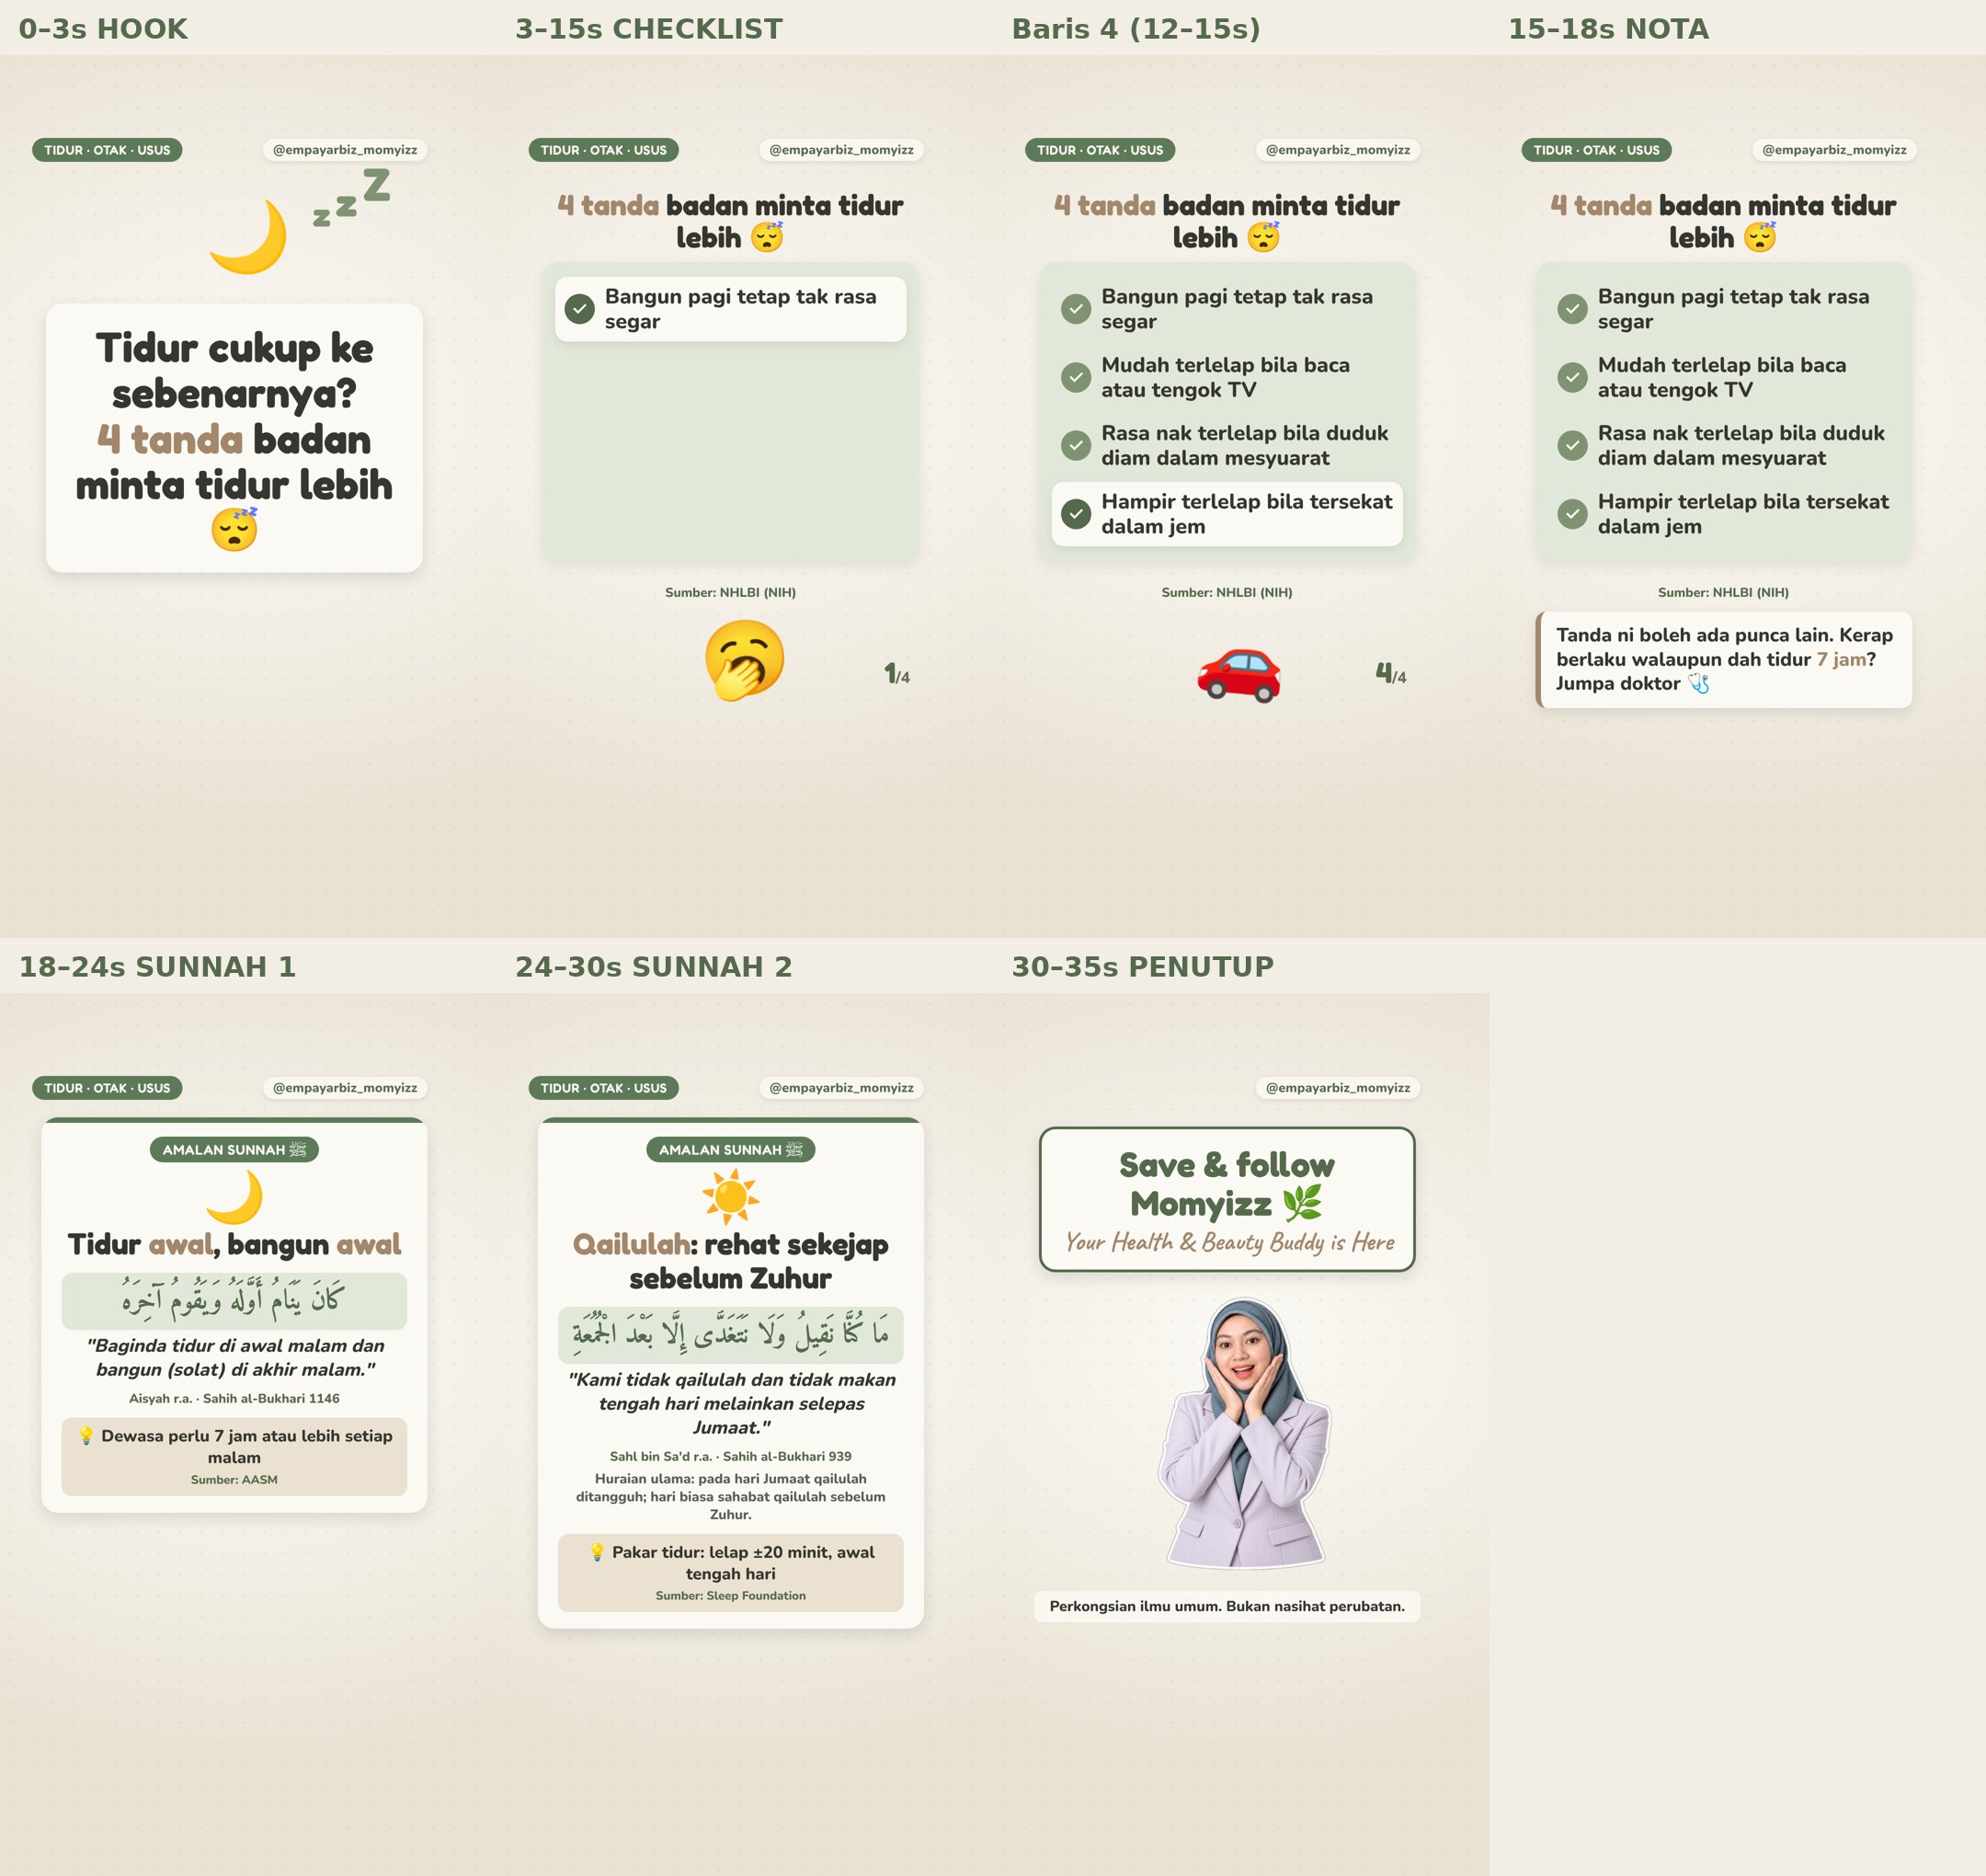 0–3s HOOK
TIDUR · OTAK · USUS
@empayarbiz_momyizz
z z Z
Tidur cukup ke
sebenarnya?
4 tanda badan
minta tidur lebih
😴
3–15s CHECKLIST
TIDUR · OTAK · USUS
@empayarbiz_momyizz
4 tanda badan minta tidur
lebih 😴
Bangun pagi tetap tak rasa
segar
Sumber: NHLBI (NIH)
1/4
Baris 4 (12–15s)
TIDUR · OTAK · USUS
@empayarbiz_momyizz
4 tanda badan minta tidur
lebih 😴
Bangun pagi tetap tak rasa
segar
Mudah terlelap bila baca
atau tengok TV
Rasa nak terlelap bila duduk
diam dalam mesyuarat
Hampir terlelap bila tersekat
dalam jem
Sumber: NHLBI (NIH)
4/4
15–18s NOTA
TIDUR · OTAK · USUS
@empayarbiz_momyizz
4 tanda badan minta tidur
lebih 😴
Bangun pagi tetap tak rasa
segar
Mudah terlelap bila baca
atau tengok TV
Rasa nak terlelap bila duduk
diam dalam mesyuarat
Hampir terlelap bila tersekat
dalam jem
Sumber: NHLBI (NIH)
Tanda ni boleh ada punca lain. Kerap
berlaku walaupun dah tidur 7 jam?
Jumpa doktor 🩺
18–24s SUNNAH 1
TIDUR · OTAK · USUS
@empayarbiz_momyizz
AMALAN SUNNAH ﷺ
Tidur awal, bangun awal
كَانَ يَنَامُ أَوَّلَهُ وَيَقُومُ آخِرَهُ
"Baginda tidur di awal malam dan
bangun (solat) di akhir malam."
Aisyah r.a. · Sahih al-Bukhari 1146
💡 Dewasa perlu 7 jam atau lebih setiap
malam
Sumber: AASM
24–30s SUNNAH 2
TIDUR · OTAK · USUS
@empayarbiz_momyizz
AMALAN SUNNAH ﷺ
Qailulah: rehat sekejap
sebelum Zuhur
مَا كُنَّا نَقِيلُ وَلَا نَتَغَدَّى إِلَّا بَعْدَ الْجُمُعَةِ
"Kami tidak qailulah dan tidak makan
tengah hari melainkan selepas
Jumaat."
Sahl bin Sa'd r.a. · Sahih al-Bukhari 939
Huraian ulama: pada hari Jumaat qailulah
ditangguh; hari biasa sahabat qailulah sebelum
Zuhur.
💡 Pakar tidur: lelap ±20 minit, awal
tengah hari
Sumber: Sleep Foundation
30–35s PENUTUP
@empayarbiz_momyizz
Save & follow
Momyizz 🌿
Your Health & Beauty Buddy is Here
Perkongsian ilmu umum. Bukan nasihat perubatan.